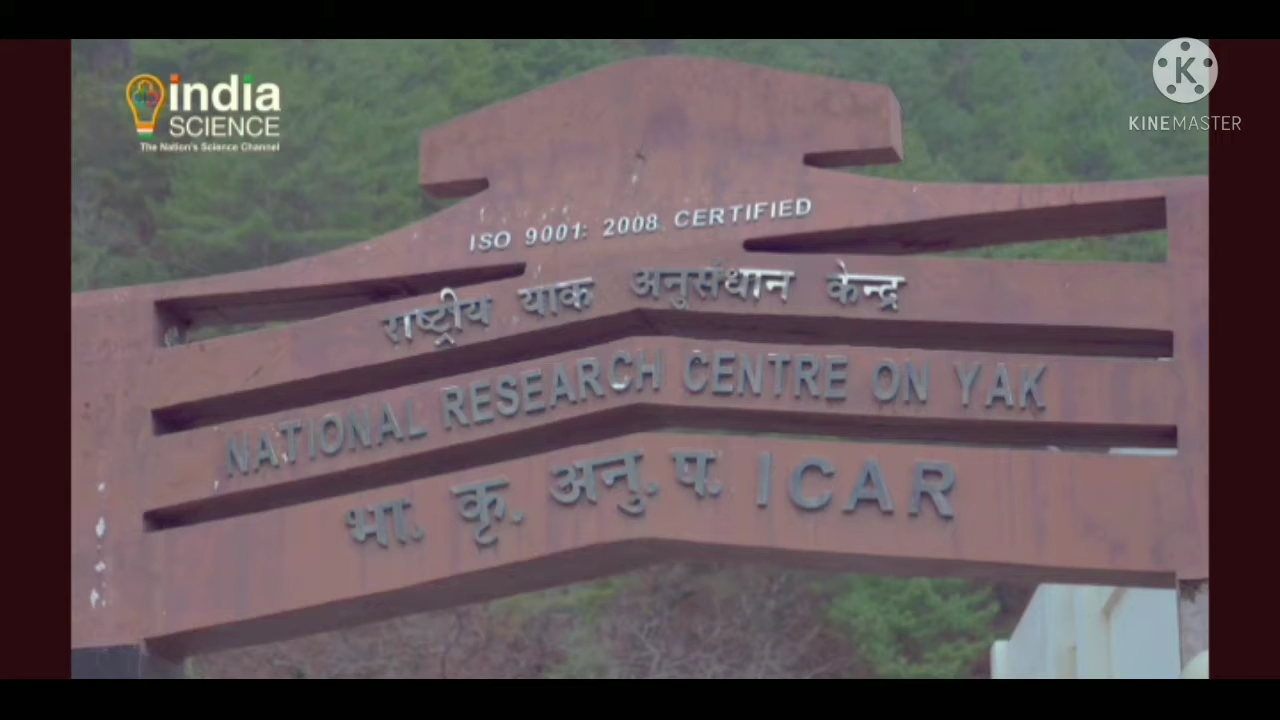 india
SCIENCE
The Nation's Science Channel
K
KINEMASTER
ISO 9001: 2008 CERTIFIED
राष्ट्रीय याक अनुसंधान केन्द्र
NATIONAL RESEARCH CENTRE ON YAK
भा. कृ. अनु. प. ICAR